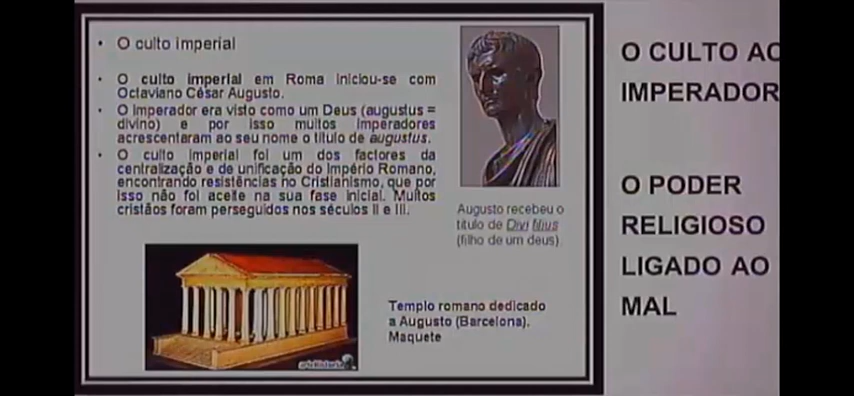 O culto imperial
O culto imperial em Roma iniciou-se com
Octaviano César Augusto.
O imperador era visto como um Deus (augustus =
divino) e por isso muitos imperadores
acrescentaram ao seu nome o título de augustus.
O culto imperial foi um dos factores da
centralização e de unificação do Império Romano,
encontrando resistências no Cristianismo, que por
isso não foi aceite na sua fase inicial. Muitos
cristãos foram perseguidos nos séculos II e III.
Augusto recebeu o
título de Divi filius
(filho de um deus).
Templo romano dedicado
a Augusto (Barcelona).
Maquete
O CULTO AO
IMPERADOR
O PODER
RELIGIOSO
LIGADO AO
MAL